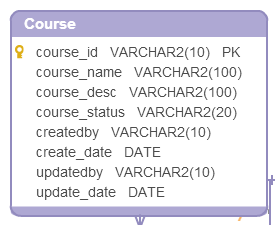 Course
course_id VARCHAR2(10) PK
course_name VARCHAR2(100)
course_desc VARCHAR2(100)
course_status VARCHAR2(20)
createdby VARCHAR2(10)
create_date DATE
updatedby VARCHAR2(10)
update_date DATE